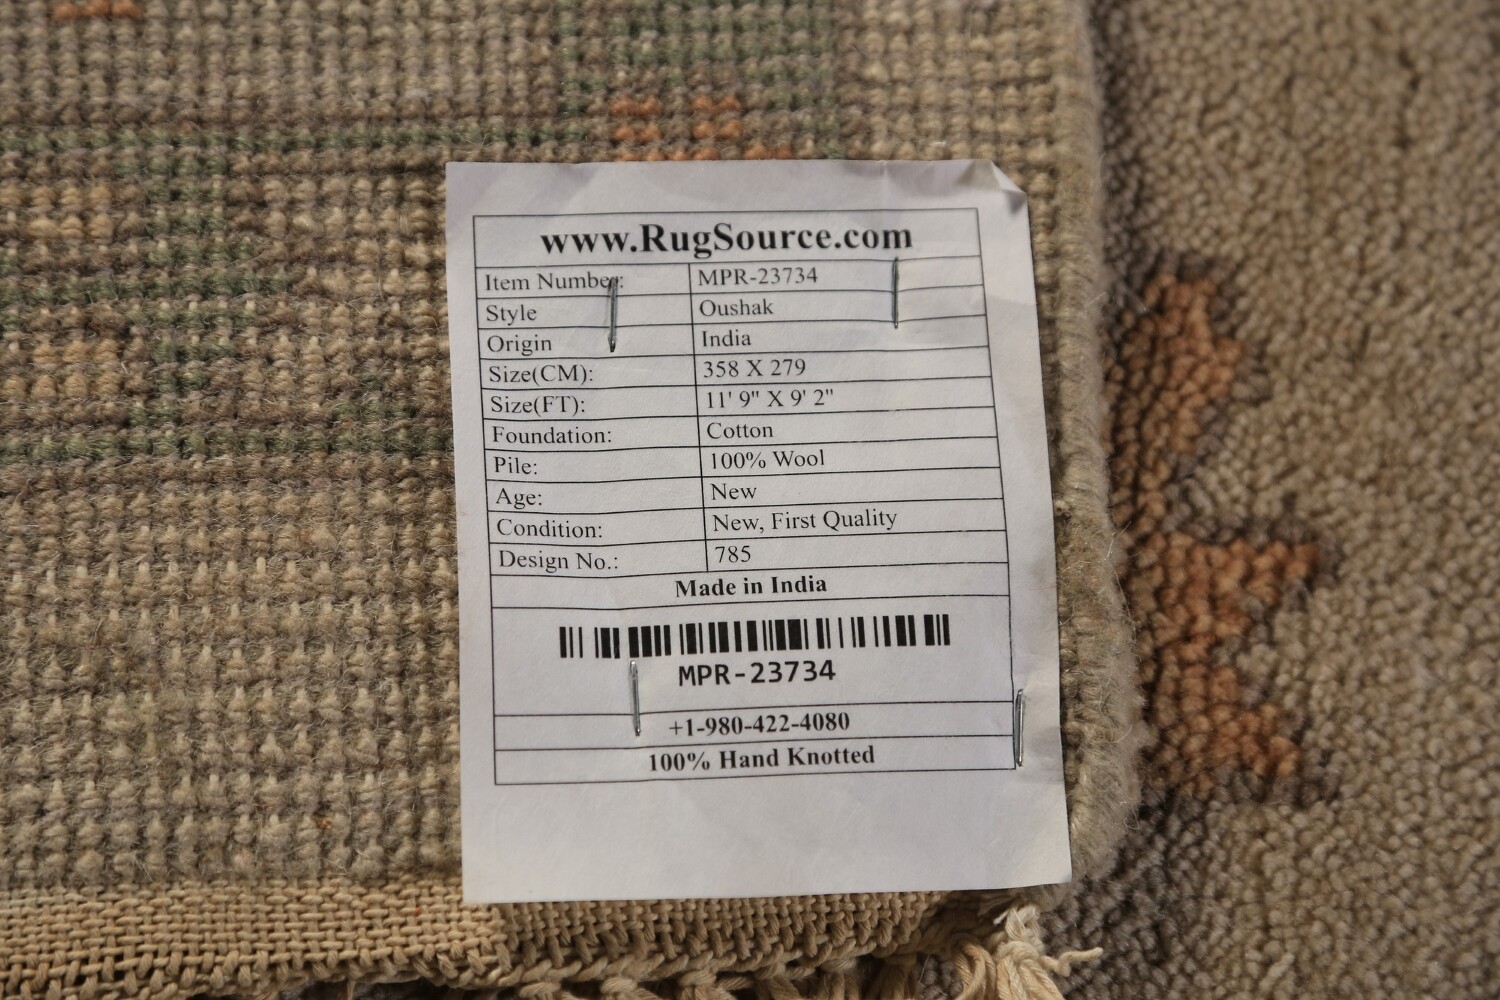 www.RugSource.com
Item Number: MPR-23734
Style Oushak
Origin India
Size(CM): 358 X 279
Size(FT): 11' 9" X 9' 2"
Foundation: Cotton
Pile: 100% Wool
Age: New
Condition: New, First Quality
Design No.: 785
Made in India
MPR-23734
+1-980-422-4080
100% Hand Knotted